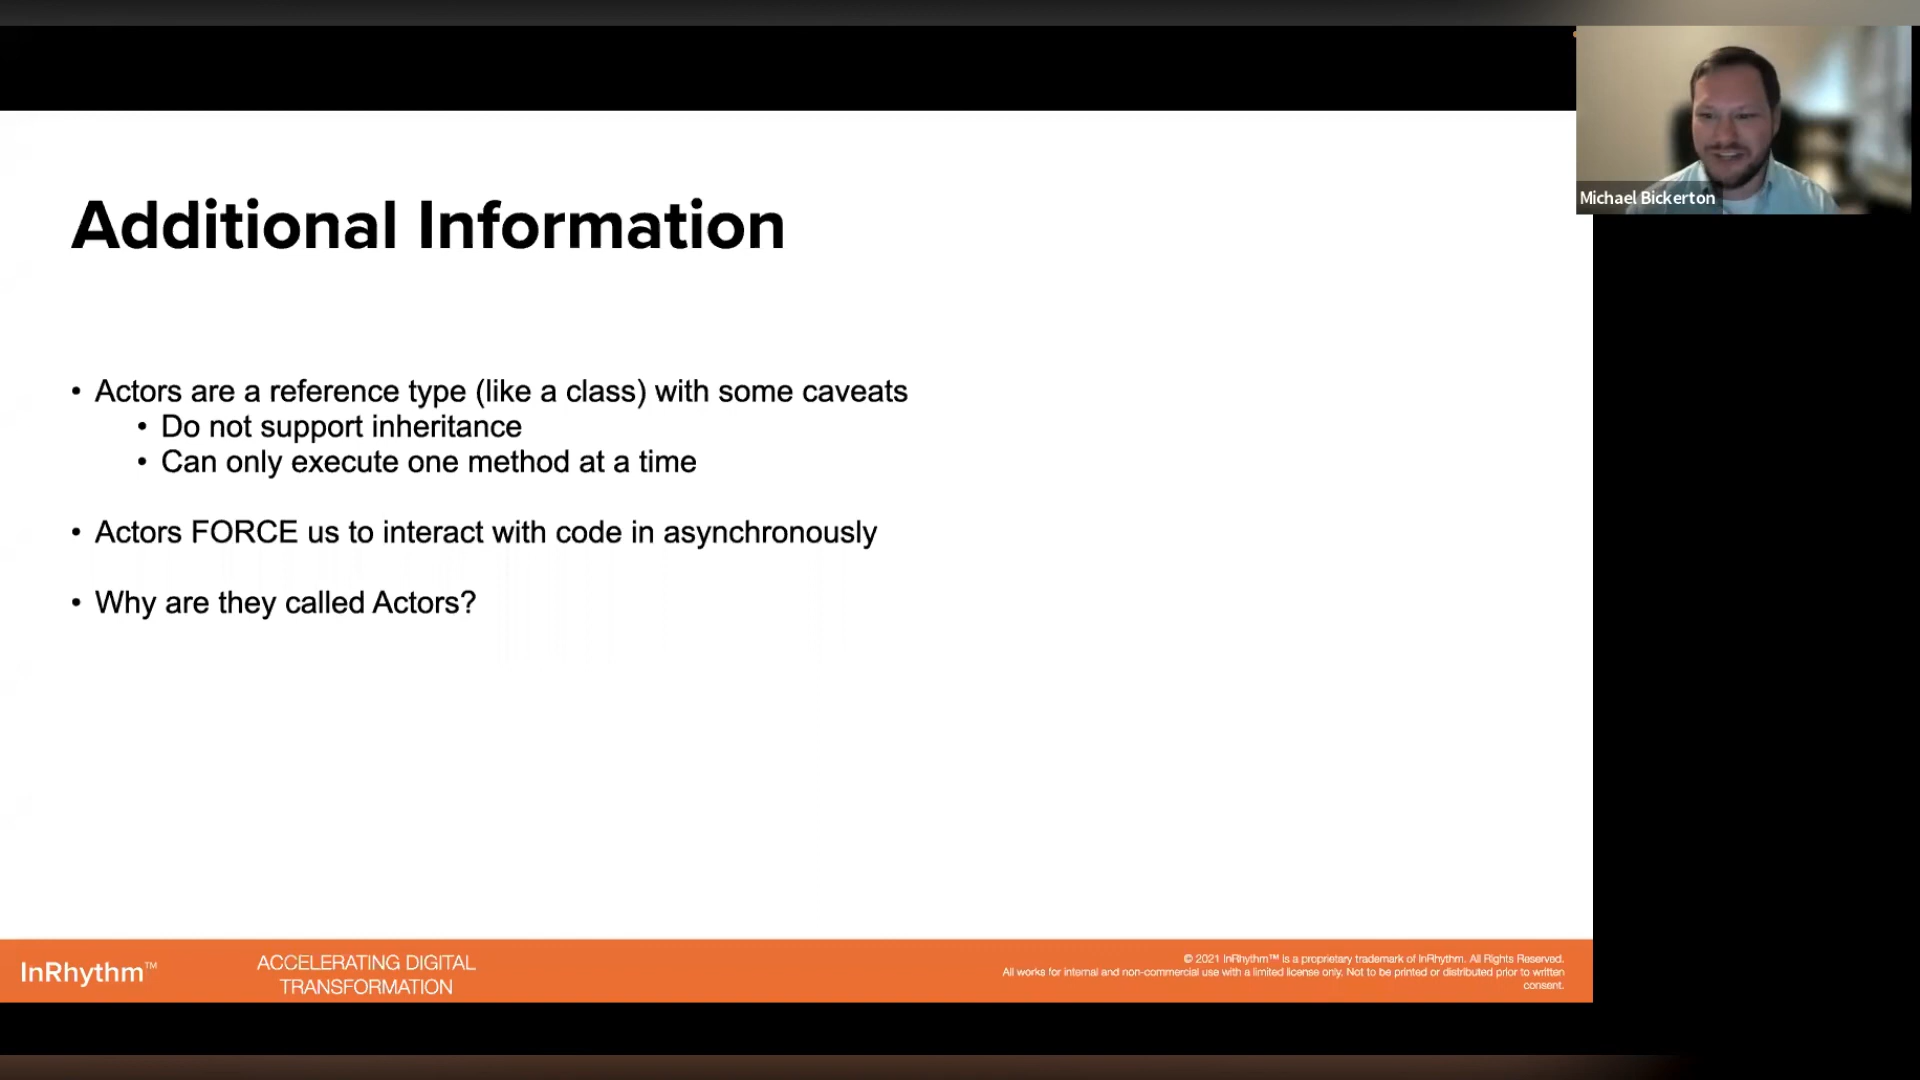 Michael Bickerton
Additional Information
• Actors are a reference type (like a class) with some caveats
• Do not support inheritance
• Can only execute one method at a time
• Actors FORCE us to interact with code in asynchronously
• Why are they called Actors?
InRhythm™
ACCELERATING DIGITAL
TRANSFORMATION
© 2021 InRhythm™ is a proprietary trademark of InRhythm. All Rights Reserved.
All works for internal and non-commercial use with a limited license only. Not to be printed or distributed prior to written
consent.